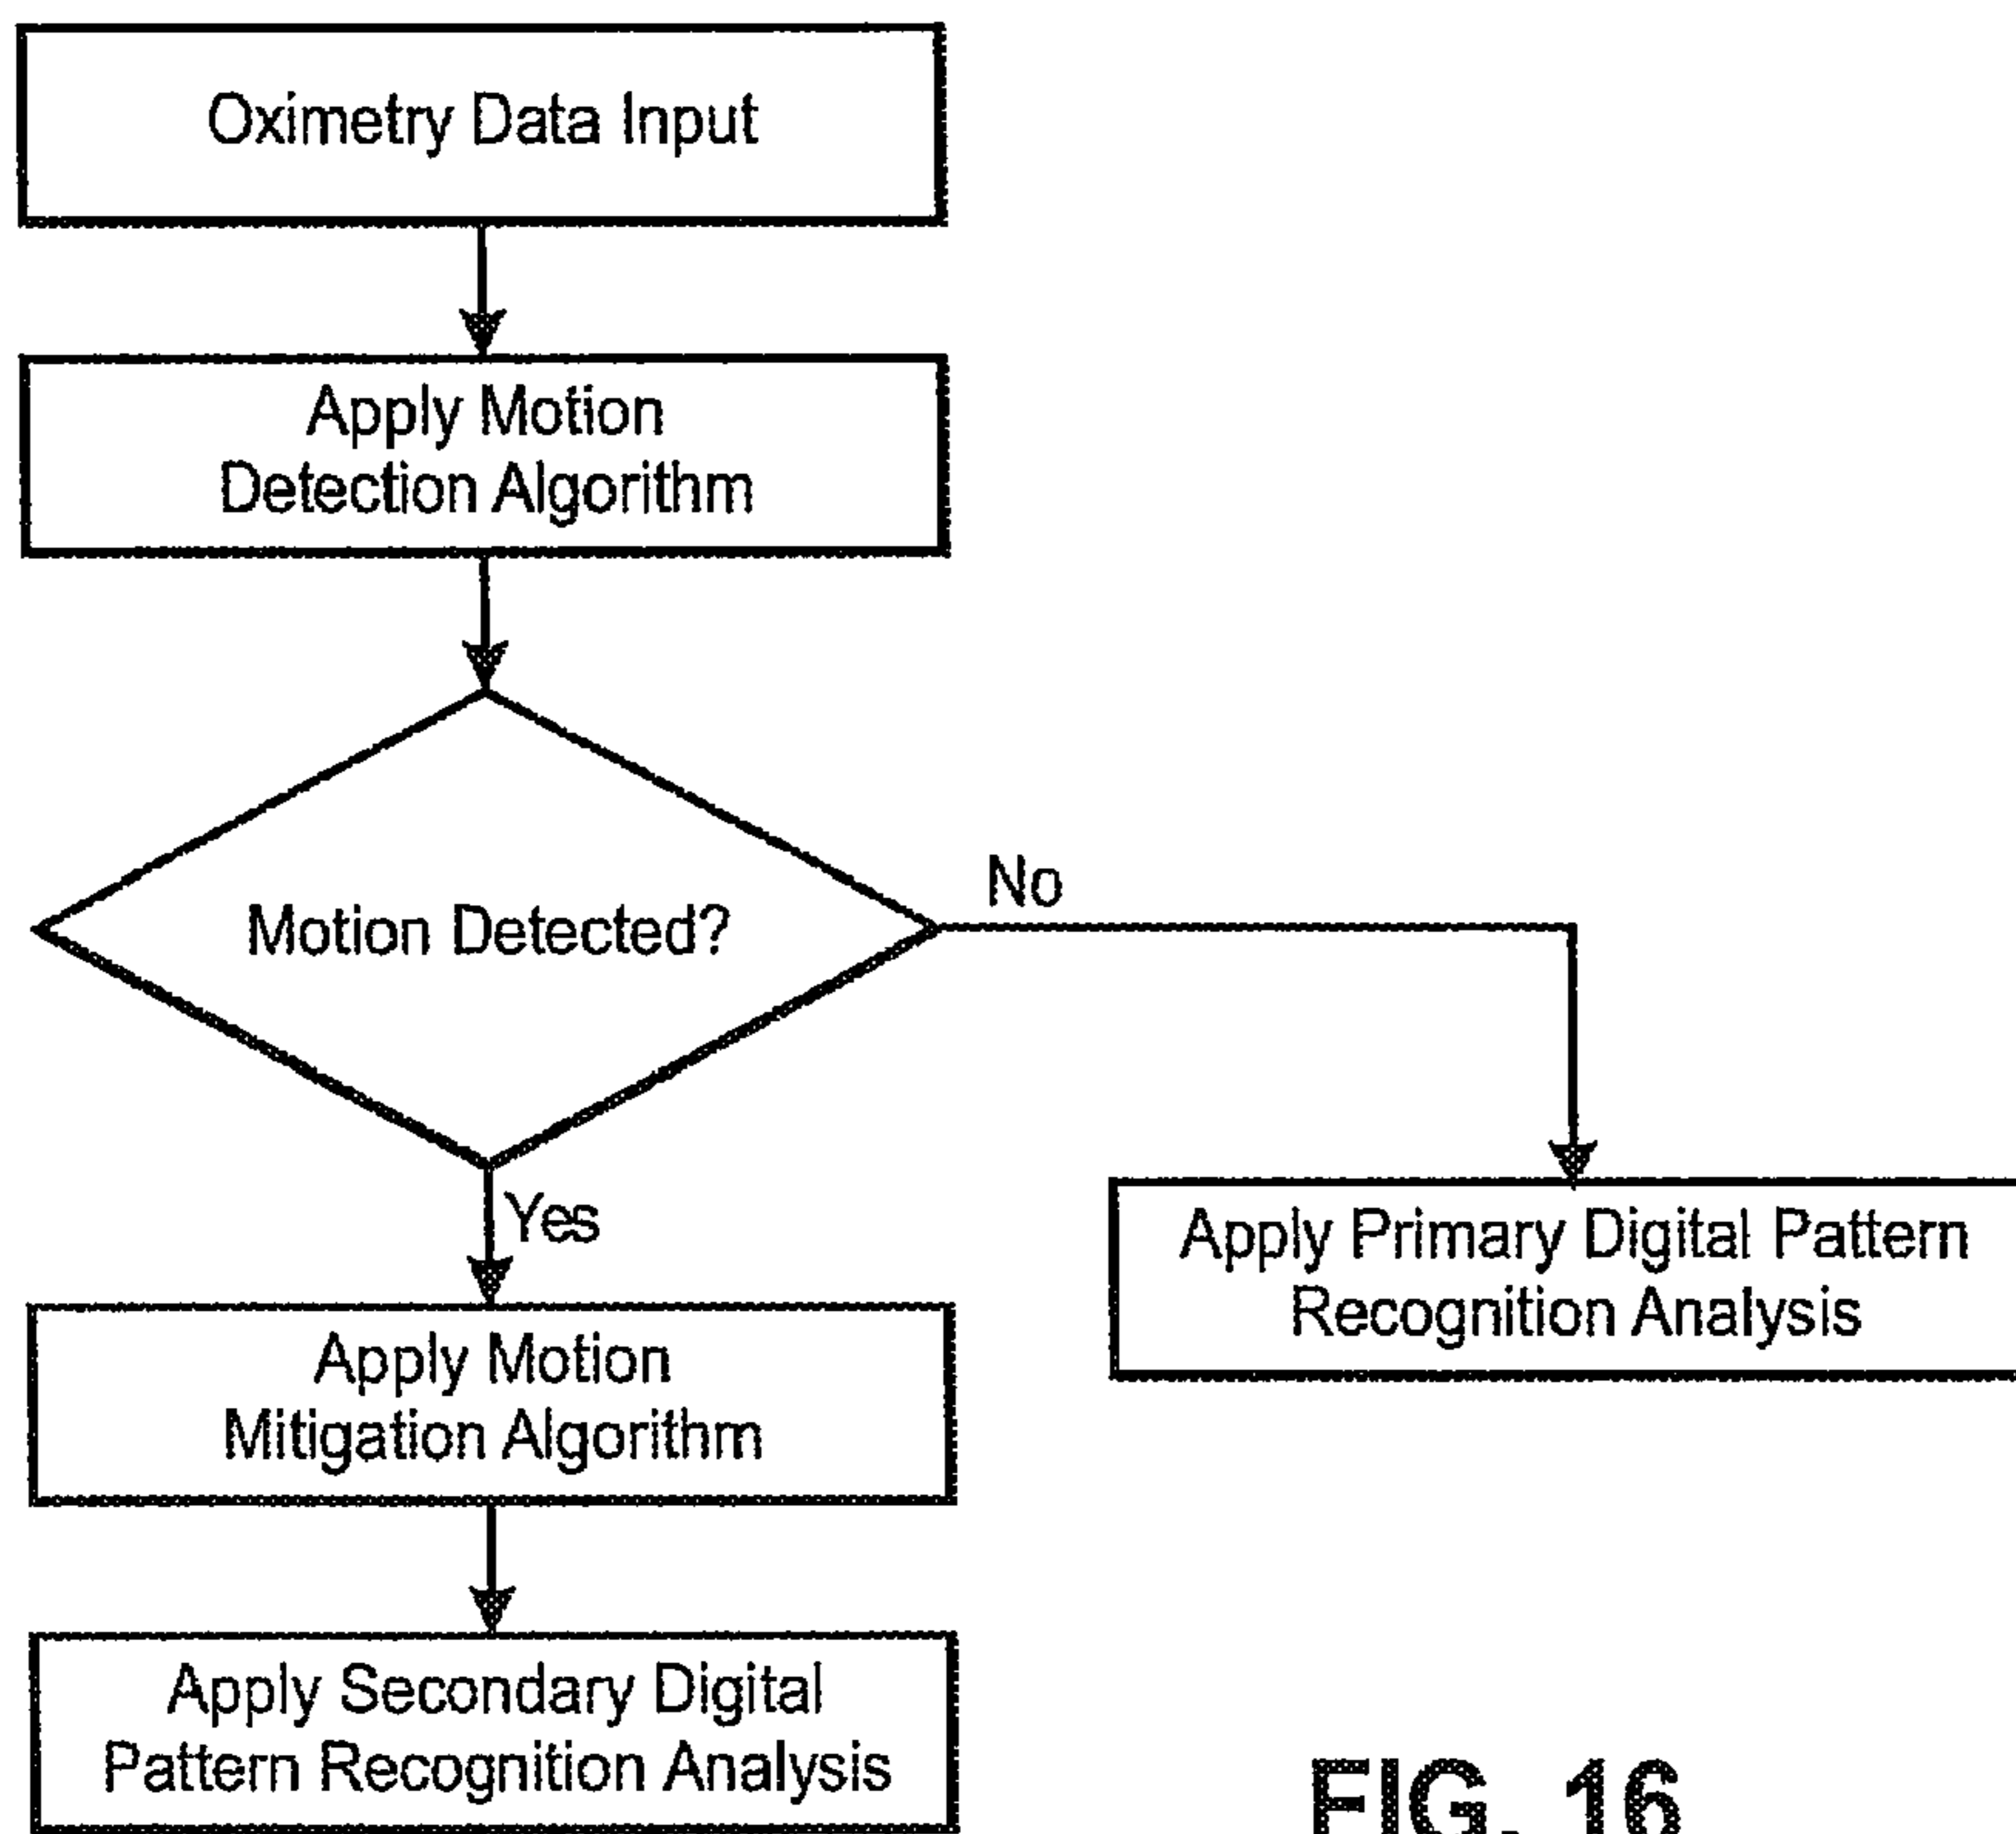 Oximetry Data Input
Apply Motion
Detection Algorithm
Motion Detected?
No
Yes
Apply Primary Digital Pattern
Recognition Analysis
Apply Motion
Mitigation Algorithm
Apply Secondary Digital
Pattern Recognition Analysis
FIG. 16